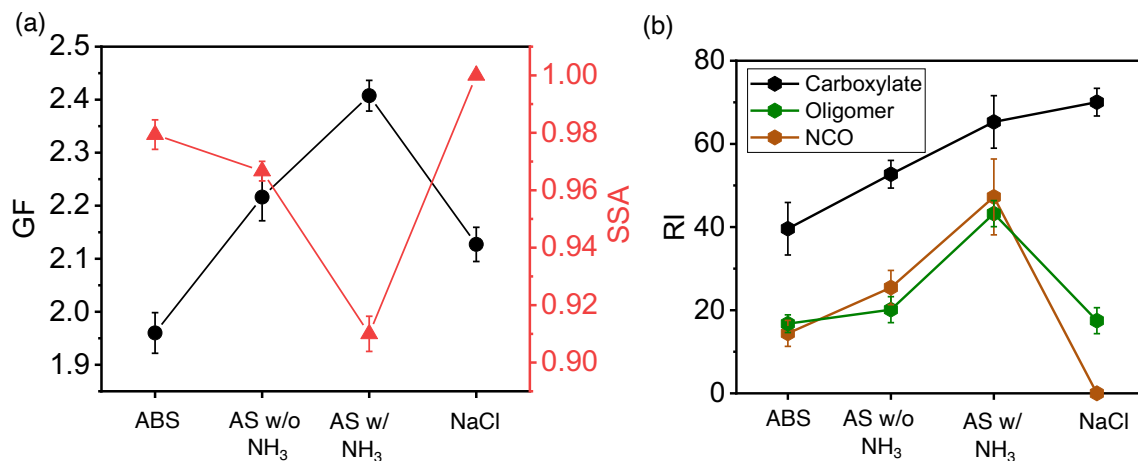 (a)
2.5
2.4
2.3
2.2
2.1
2.0
1.9
GF
1.00
0.98
0.96
0.94
0.92
0.90
SSA
ABS
AS w/o
NH₃
AS w/
NH₃
NaCl
(b)
80
60
40
20
0
RI
Carboxylate
Oligomer
NCO
ABS
AS w/o
NH₃
AS w/
NH₃
NaCl